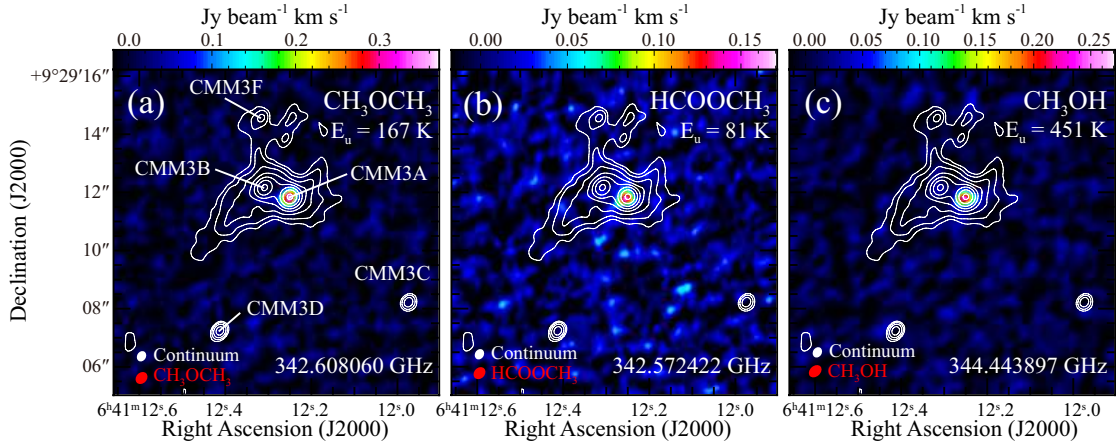 Jy beam⁻¹ km s⁻¹
0.0 0.1 0.2 0.3
+9°29′16″
14″
12″
10″
08″
06″
Declination (J2000)
(a)
CH₃OCH₃
Eᵤ = 167 K
CMM3F
CMM3B
CMM3A
CMM3C
CMM3D
Continuum
CH₃OCH₃
342.608060 GHz
6ʰ41ᵐ12ˢ.6 12ˢ.4 12ˢ.2 12ˢ.0
Right Ascension (J2000)
Jy beam⁻¹ km s⁻¹
0.00 0.05 0.10 0.15
(b)
HCOOCH₃
Eᵤ = 81 K
Continuum
HCOOCH₃
342.572422 GHz
6ʰ41ᵐ12ˢ.6 12ˢ.4 12ˢ.2 12ˢ.0
Right Ascension (J2000)
Jy beam⁻¹ km s⁻¹
0.00 0.05 0.10 0.15 0.20 0.25
(c)
CH₃OH
Eᵤ = 451 K
Continuum
CH₃OH
344.443897 GHz
6ʰ41ᵐ12ˢ.6 12ˢ.4 12ˢ.2 12ˢ.0
Right Ascension (J2000)